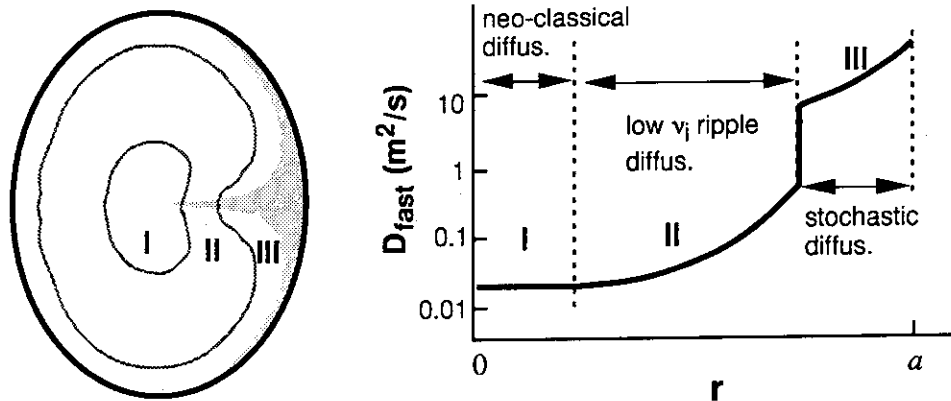 I
II
III
neo-classical
diffus.
III
10
low νi ripple
diffus.
1
D_fast (m²/s)
stochastic
diffus.
0.1
I
II
0.01
0
r
a